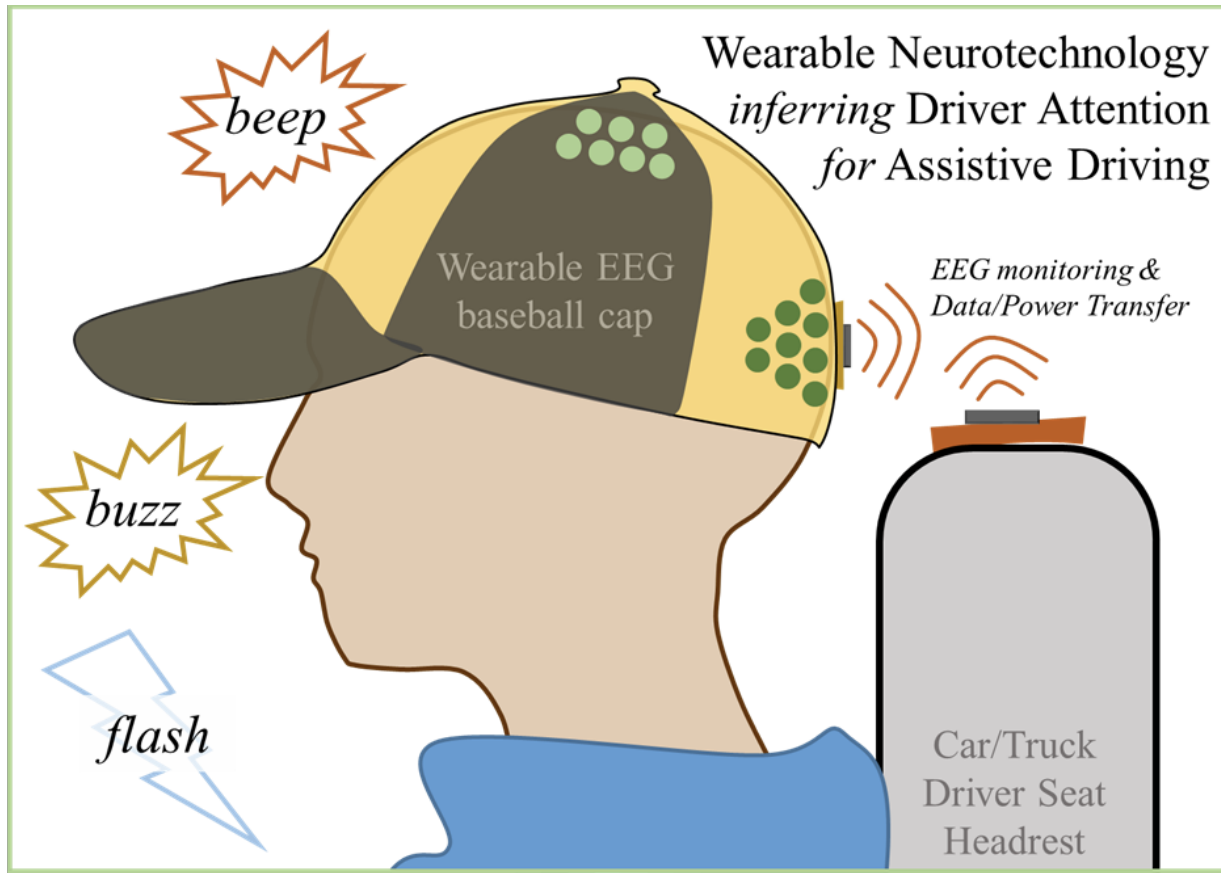 Wearable Neurotechnology
inferring Driver Attention
for Assistive Driving
beep
Wearable EEG
baseball cap
EEG monitoring &
Data/Power Transfer
buzz
flash
Car/Truck
Driver Seat
Headrest